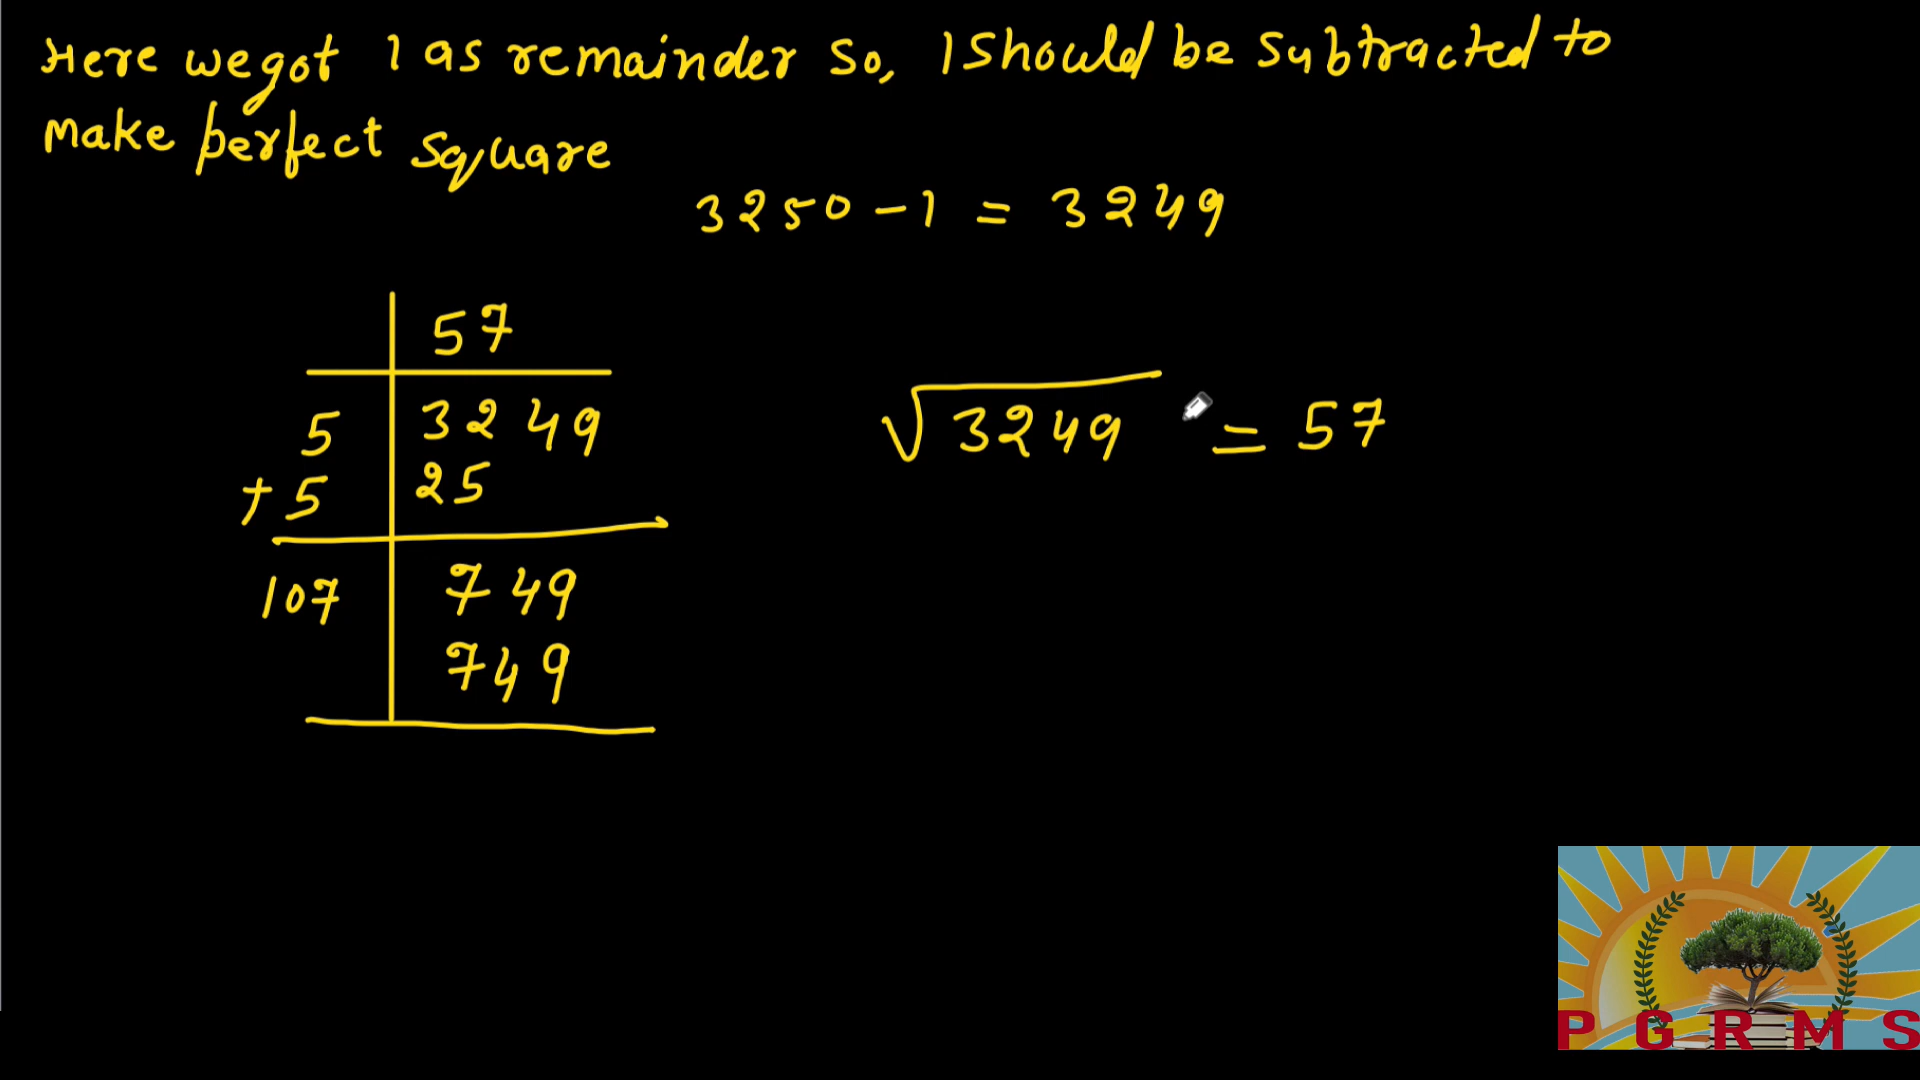 Here we got 1 as remainder so, 1 should be subtracted to
make perfect square
3250 - 1 = 3249
57
5 3249
+5 25
107 749
749
√3249 = 57
PGRMS